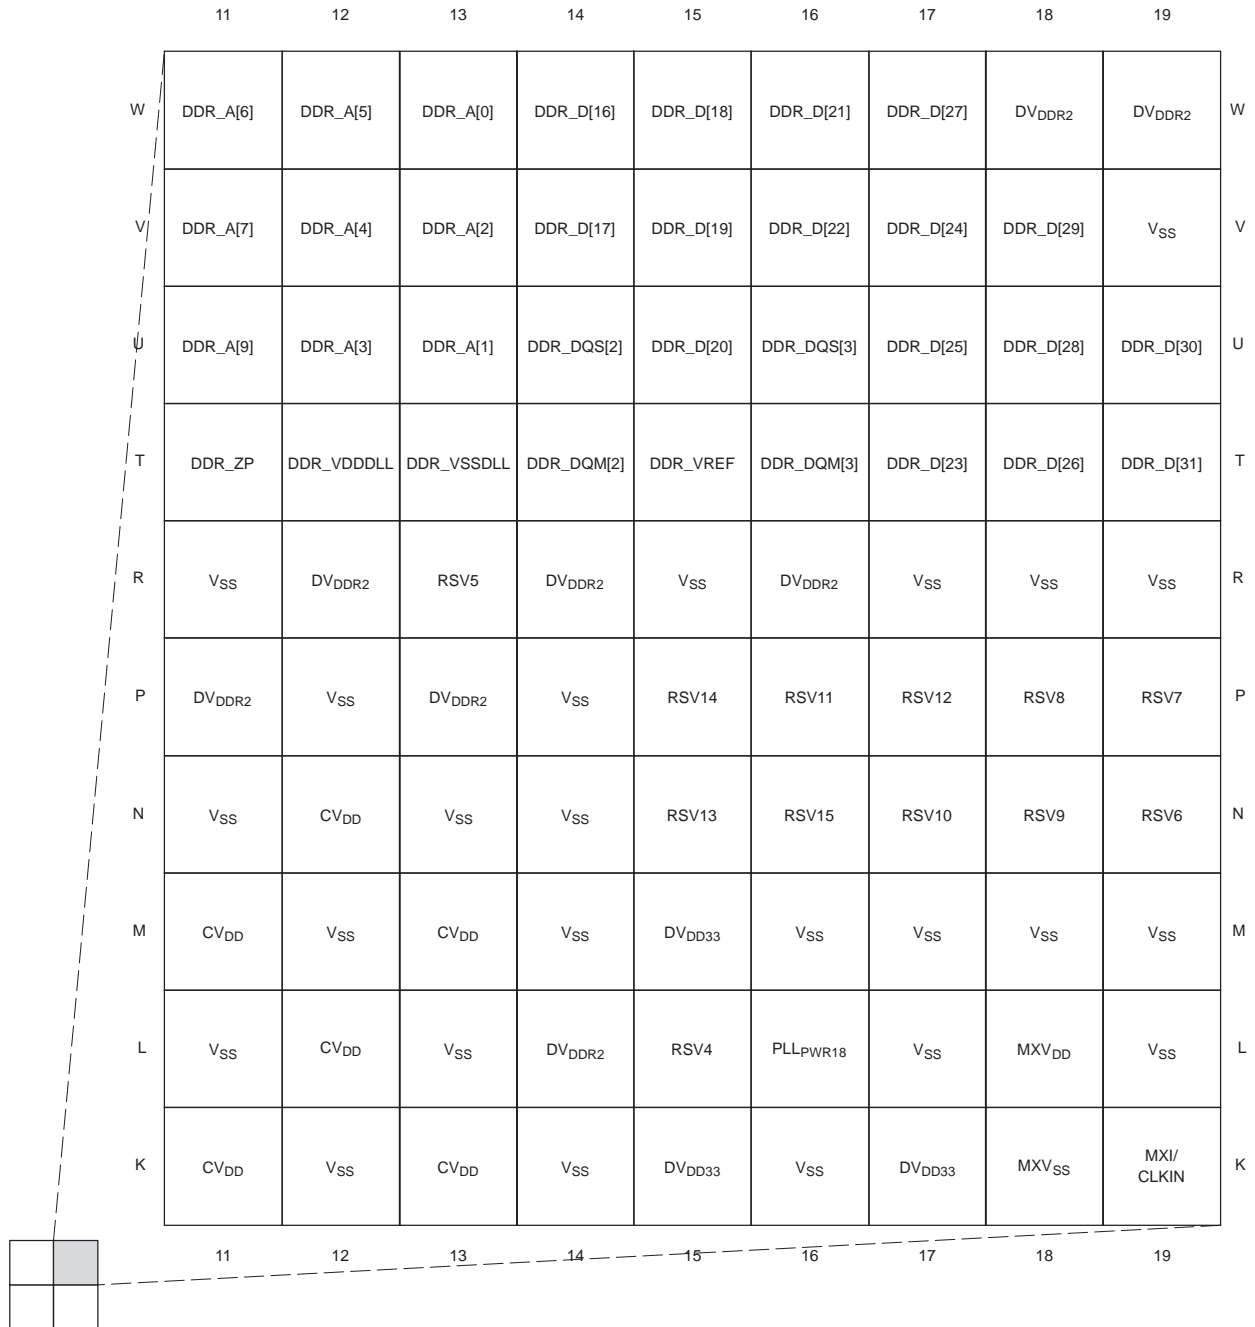 11 12 13 14 15 16 17 18 19
W DDR_A[6] DDR_A[5] DDR_A[0] DDR_D[16] DDR_D[18] DDR_D[21] DDR_D[27] DVDDR2 DVDDR2 W
V DDR_A[7] DDR_A[4] DDR_A[2] DDR_D[17] DDR_D[19] DDR_D[22] DDR_D[24] DDR_D[29] VSS V
U DDR_A[9] DDR_A[3] DDR_A[1] DDR_DQS[2] DDR_D[20] DDR_DQS[3] DDR_D[25] DDR_D[28] DDR_D[30] U
T DDR_ZP DDR_VDDDLL DDR_VSSDLL DDR_DQM[2] DDR_VREF DDR_DQM[3] DDR_D[23] DDR_D[26] DDR_D[31] T
R VSS DVDDR2 RSV5 DVDDR2 VSS DVDDR2 VSS VSS VSS R
P DVDDR2 VSS DVDDR2 VSS RSV14 RSV11 RSV12 RSV8 RSV7 P
N VSS CVDD VSS VSS RSV13 RSV15 RSV10 RSV9 RSV6 N
M CVDD VSS CVDD VSS DVDD33 VSS VSS VSS VSS M
L VSS CVDD VSS DVDDR2 RSV4 PLLPWR18 VSS MXVDD VSS L
K CVDD VSS CVDD VSS DVDD33 VSS DVDD33 MXVSS MXI/ CLKIN K
11 12 13 14 15 16 17 18 19